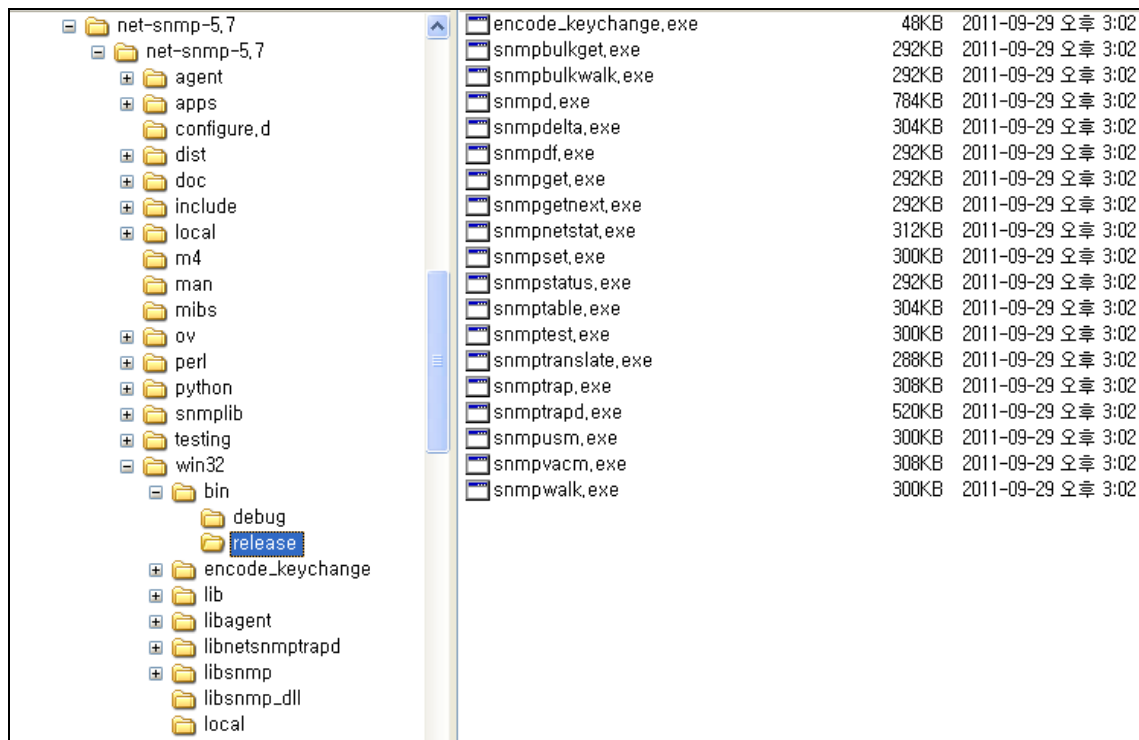 net-snmp-5.7
net-snmp-5.7
agent
apps
configure.d
dist
doc
include
local
m4
man
mibs
ov
perl
python
snmplib
testing
win32
bin
debug
release
encode_keychange
lib
libagent
libnetsnmptrapd
libsnmp
libsnmp_dll
local
encode_keychange.exe 48KB 2011-09-29 오후 3:02
snmpbulkget.exe 292KB 2011-09-29 오후 3:02
snmpbulkwalk.exe 292KB 2011-09-29 오후 3:02
snmpd.exe 784KB 2011-09-29 오후 3:02
snmpdelta.exe 304KB 2011-09-29 오후 3:02
snmpdf.exe 292KB 2011-09-29 오후 3:02
snmpget.exe 292KB 2011-09-29 오후 3:02
snmpgetnext.exe 292KB 2011-09-29 오후 3:02
snmpnetstat.exe 312KB 2011-09-29 오후 3:02
snmpset.exe 300KB 2011-09-29 오후 3:02
snmpstatus.exe 292KB 2011-09-29 오후 3:02
snmptable.exe 304KB 2011-09-29 오후 3:02
snmptest.exe 300KB 2011-09-29 오후 3:02
snmptranslate.exe 288KB 2011-09-29 오후 3:02
snmptrap.exe 308KB 2011-09-29 오후 3:02
snmptrapd.exe 520KB 2011-09-29 오후 3:02
snmpusm.exe 300KB 2011-09-29 오후 3:02
snmpvacm.exe 308KB 2011-09-29 오후 3:02
snmpwalk.exe 300KB 2011-09-29 오후 3:02